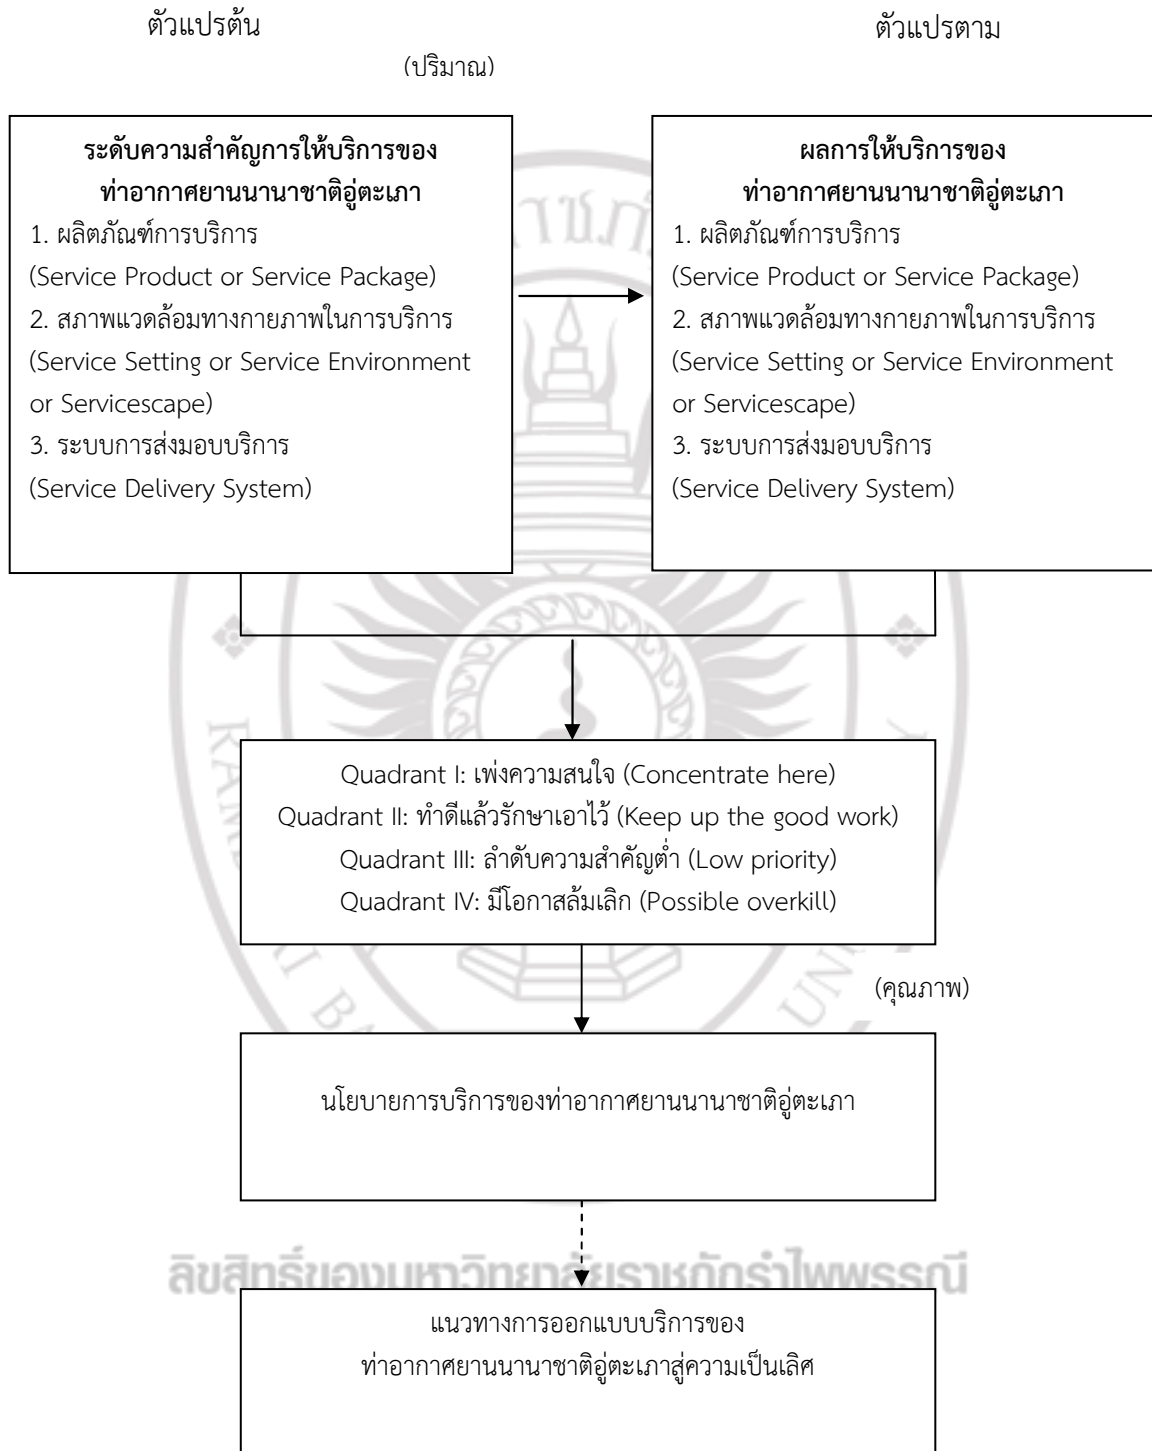 ตัวแปรต้น
ตัวแปรตาม
(ปริมาณ)
ระดับความสำคัญการให้บริการของ
ท่าอากาศยานนานาชาติอู่ตะเภา
1. ผลิตภัณฑ์การบริการ
(Service Product or Service Package)
2. สภาพแวดล้อมทางกายภาพในการบริการ
(Service Setting or Service Environment
or Servicescape)
3. ระบบการส่งมอบบริการ
(Service Delivery System)
ผลการให้บริการของ
ท่าอากาศยานนานาชาติอู่ตะเภา
1. ผลิตภัณฑ์การบริการ
(Service Product or Service Package)
2. สภาพแวดล้อมทางกายภาพในการบริการ
(Service Setting or Service Environment
or Servicescape)
3. ระบบการส่งมอบบริการ
(Service Delivery System)
Quadrant I: เพ่งความสนใจ (Concentrate here)
Quadrant II: ทำดีแล้วรักษาเอาไว้ (Keep up the good work)
Quadrant III: ลำดับความสำคัญต่ำ (Low priority)
Quadrant IV: มีโอกาสล้มเลิก (Possible overkill)
(คุณภาพ)
นโยบายการบริการของท่าอากาศยานนานาชาติอู่ตะเภา
ลิขสิทธิ์ของมหาวิทยาลัยราชภัฏรำไพพรรณี
แนวทางการออกแบบบริการของ
ท่าอากาศยานนานาชาติอู่ตะเภาสู่ความเป็นเลิศ